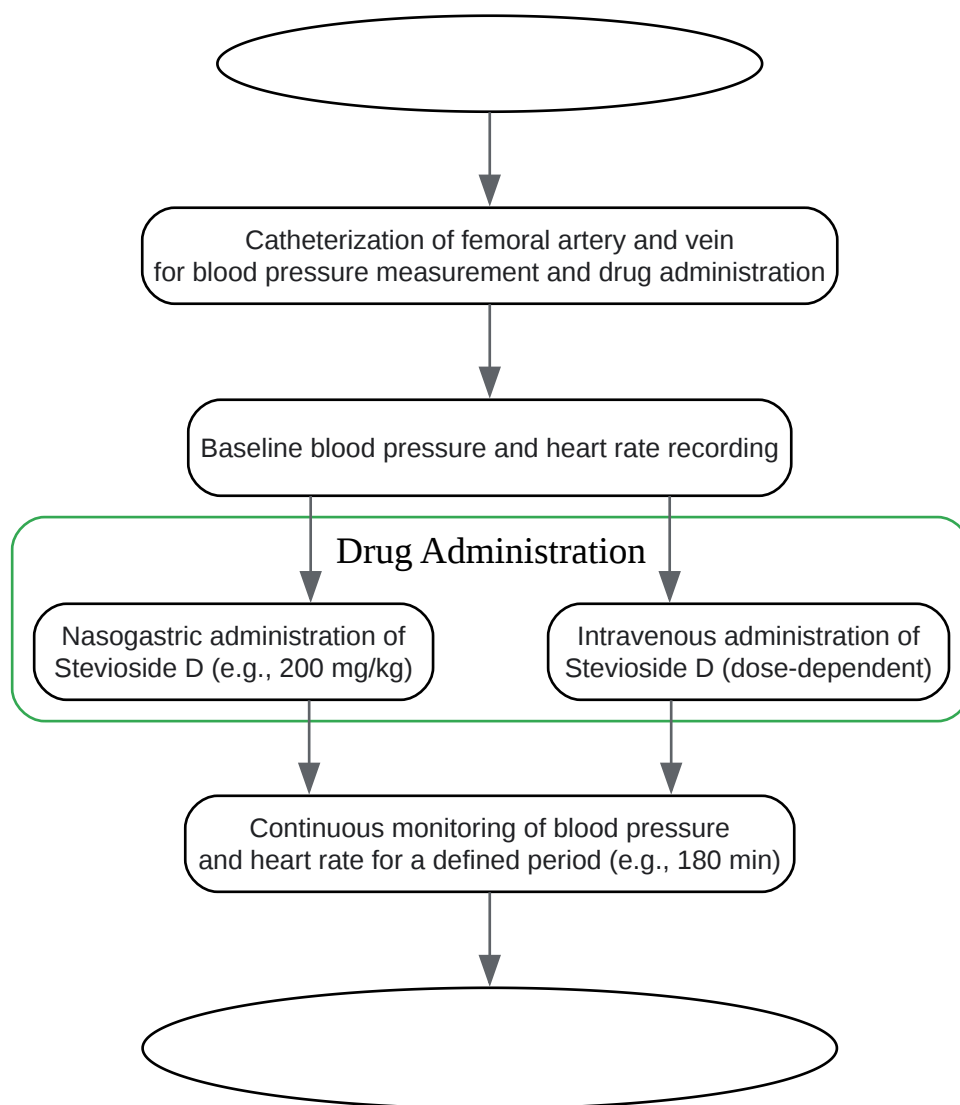 Catheterization of femoral artery and vein
for blood pressure measurement and drug administration
Baseline blood pressure and heart rate recording
Drug Administration
Nasogastric administration of
Stevioside D (e.g., 200 mg/kg)
Intravenous administration of
Stevioside D (dose-dependent)
Continuous monitoring of blood pressure
and heart rate for a defined period (e.g., 180 min)